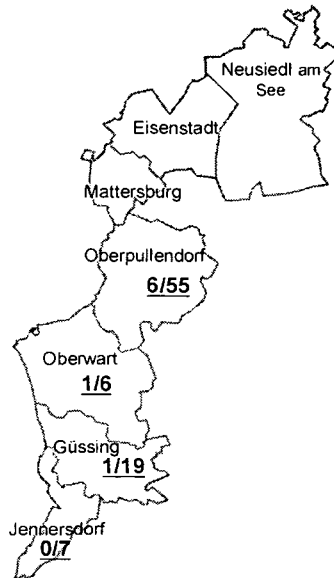 Neusiedl am
See
Eisenstadt
Mattersburg
Oberpullendorf
6/55
Oberwart
1/6
Güssing
1/19
Jennersdorf
0/7